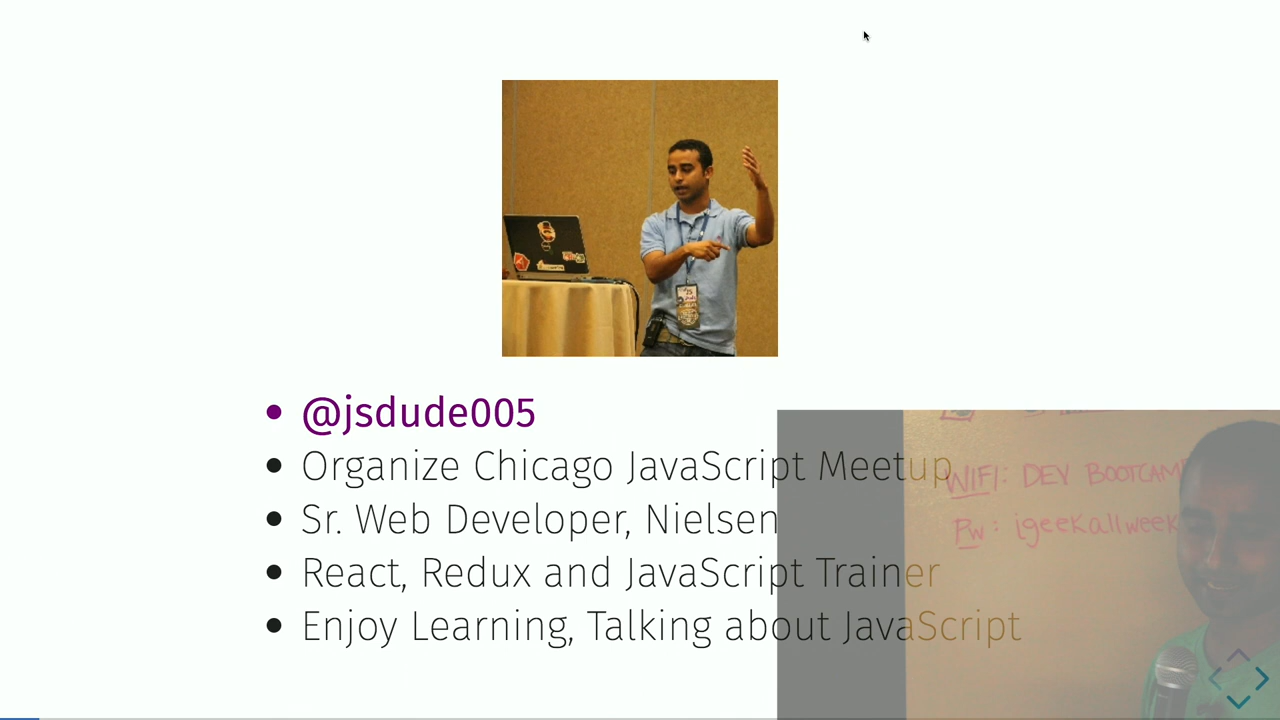 @jsdude005
Organize Chicago JavaScript Meetup
Sr. Web Developer, Nielsen
React, Redux and JavaScript Trainer
Enjoy Learning, Talking about JavaScript
WIFI: DEV BOOTCAMP
PW: igeekallweek